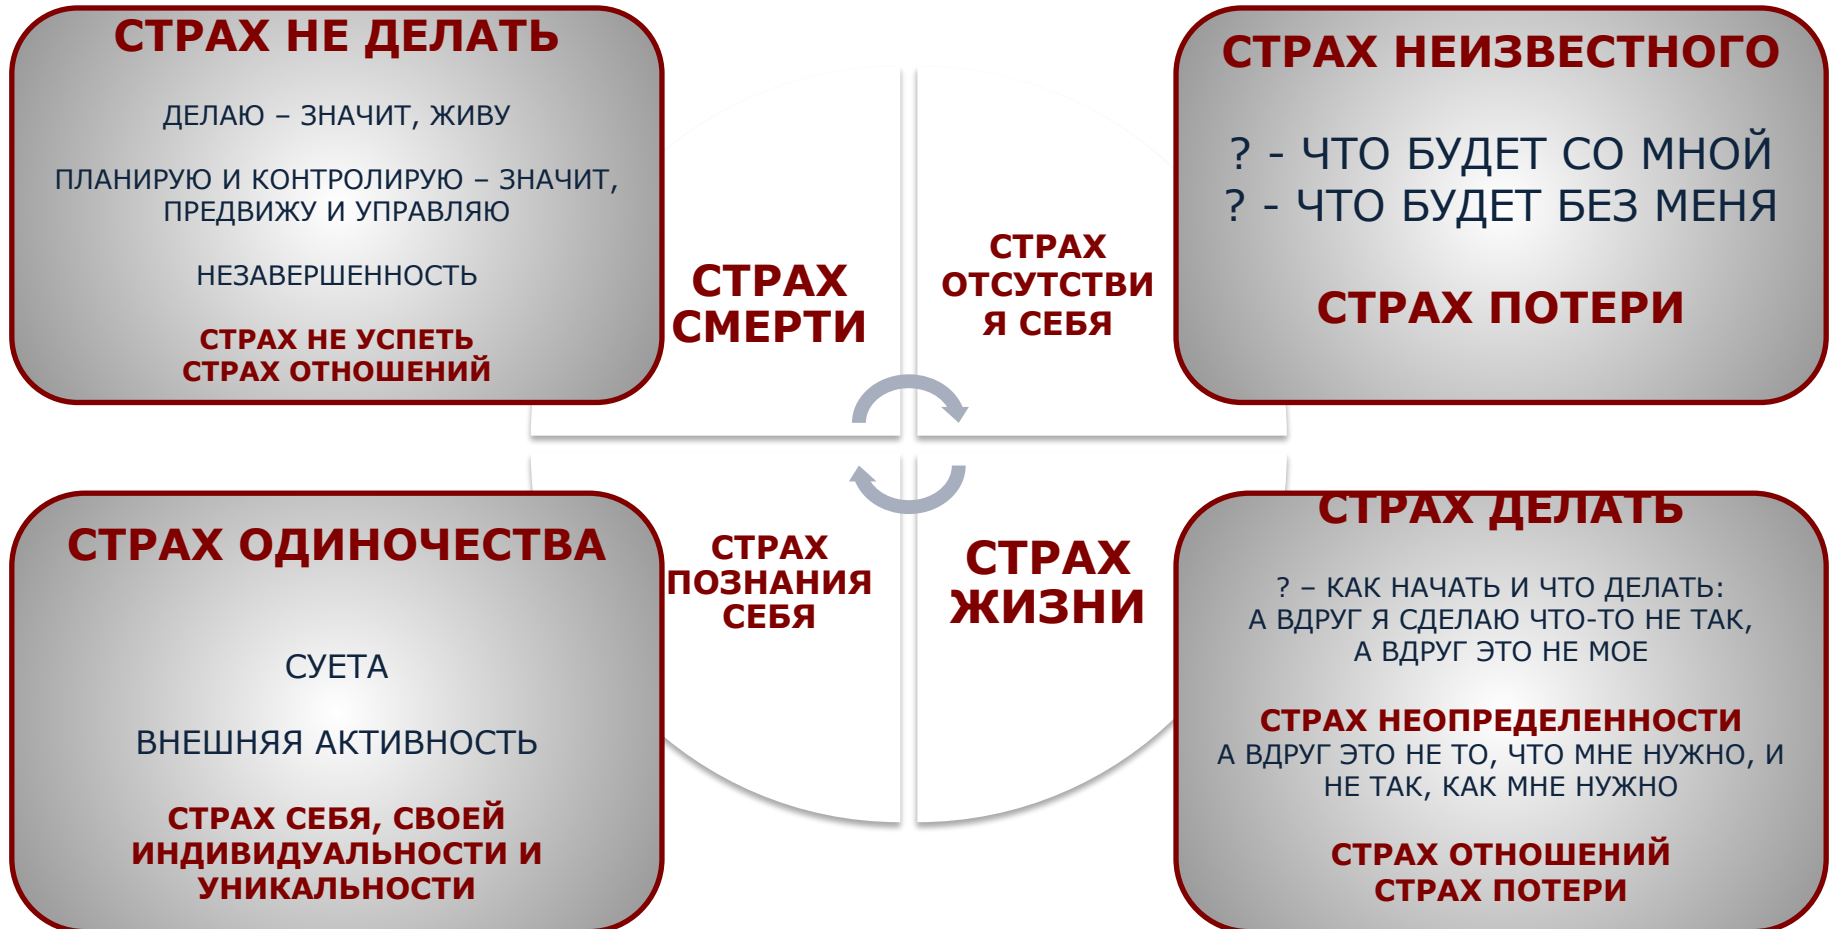 СТРАХ НЕ ДЕЛАТЬ
ДЕЛАЮ – ЗНАЧИТ, ЖИВУ
ПЛАНИРУЮ И КОНТРОЛИРУЮ – ЗНАЧИТ,
ПРЕДВИЖУ И УПРАВЛЯЮ
НЕЗАВЕРШЕННОСТЬ
СТРАХ НЕ УСПЕТЬ
СТРАХ ОТНОШЕНИЙ
СТРАХ
СМЕРТИ
СТРАХ
ОТСУТСТВИ
Я СЕБЯ
СТРАХ НЕИЗВЕСТНОГО
? - ЧТО БУДЕТ СО МНОЙ
? - ЧТО БУДЕТ БЕЗ МЕНЯ
СТРАХ ПОТЕРИ
СТРАХ ОДИНОЧЕСТВА
СУЕТА
ВНЕШНЯЯ АКТИВНОСТЬ
СТРАХ СЕБЯ, СВОЕЙ
ИНДИВИДУАЛЬНОСТИ И
УНИКАЛЬНОСТИ
СТРАХ
ПОЗНАНИЯ
СЕБЯ
СТРАХ
ЖИЗНИ
СТРАХ ДЕЛАТЬ
? – КАК НАЧАТЬ И ЧТО ДЕЛАТЬ:
А ВДРУГ Я СДЕЛАЮ ЧТО-ТО НЕ ТАК,
А ВДРУГ ЭТО НЕ МОЕ
СТРАХ НЕОПРЕДЕЛЕННОСТИ
А ВДРУГ ЭТО НЕ ТО, ЧТО МНЕ НУЖНО, И
НЕ ТАК, КАК МНЕ НУЖНО
СТРАХ ОТНОШЕНИЙ
СТРАХ ПОТЕРИ